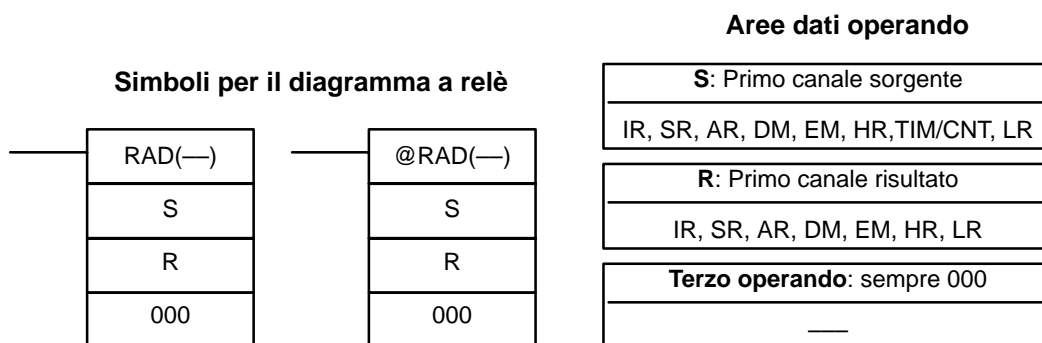 Aree dati operando
Simboli per il diagramma a relè
RAD(––)
S
R
000
@RAD(––)
S
R
000
S: Primo canale sorgente
IR, SR, AR, DM, EM, HR,TIM/CNT, LR
R: Primo canale risultato
IR, SR, AR, DM, EM, HR, LR
Terzo operando: sempre 000
–––